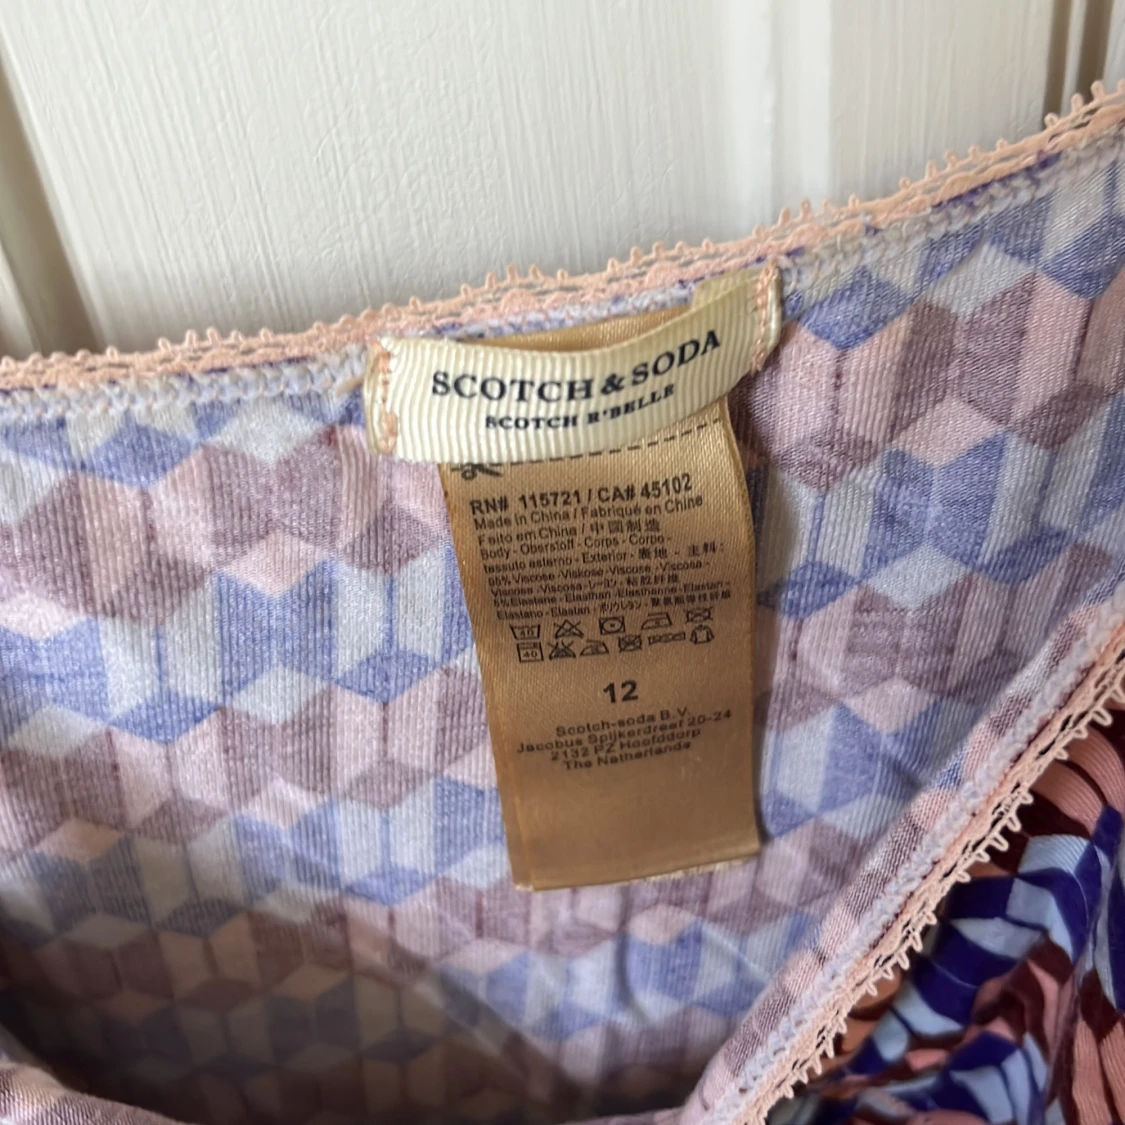 SCOTCH & SODA
SCOTCH R'BELLE
RN# 115721 / CA# 45102
Made in China / Fabriqué en Chine
Feito em China / 中國制造
Body - Oberstoff - Corps - Corpo -
tessuto esterno - Exterior - 表地 - 主料:
95% Viscose - Viskose - Viscose - Viscosa -
Viscose - Viscosa - レーヨン - 粘胶纤维
5% Elastane - Elasthan - Elasthanne - Elastan -
Elastano - Elastan - ポリウレタン - 聚氨酯弹性纤維
40
40
12
Scotch-soda B.V.
Jacobus Spijkerdreef 20-24
2132 PZ Hoofddorp
The Netherlands